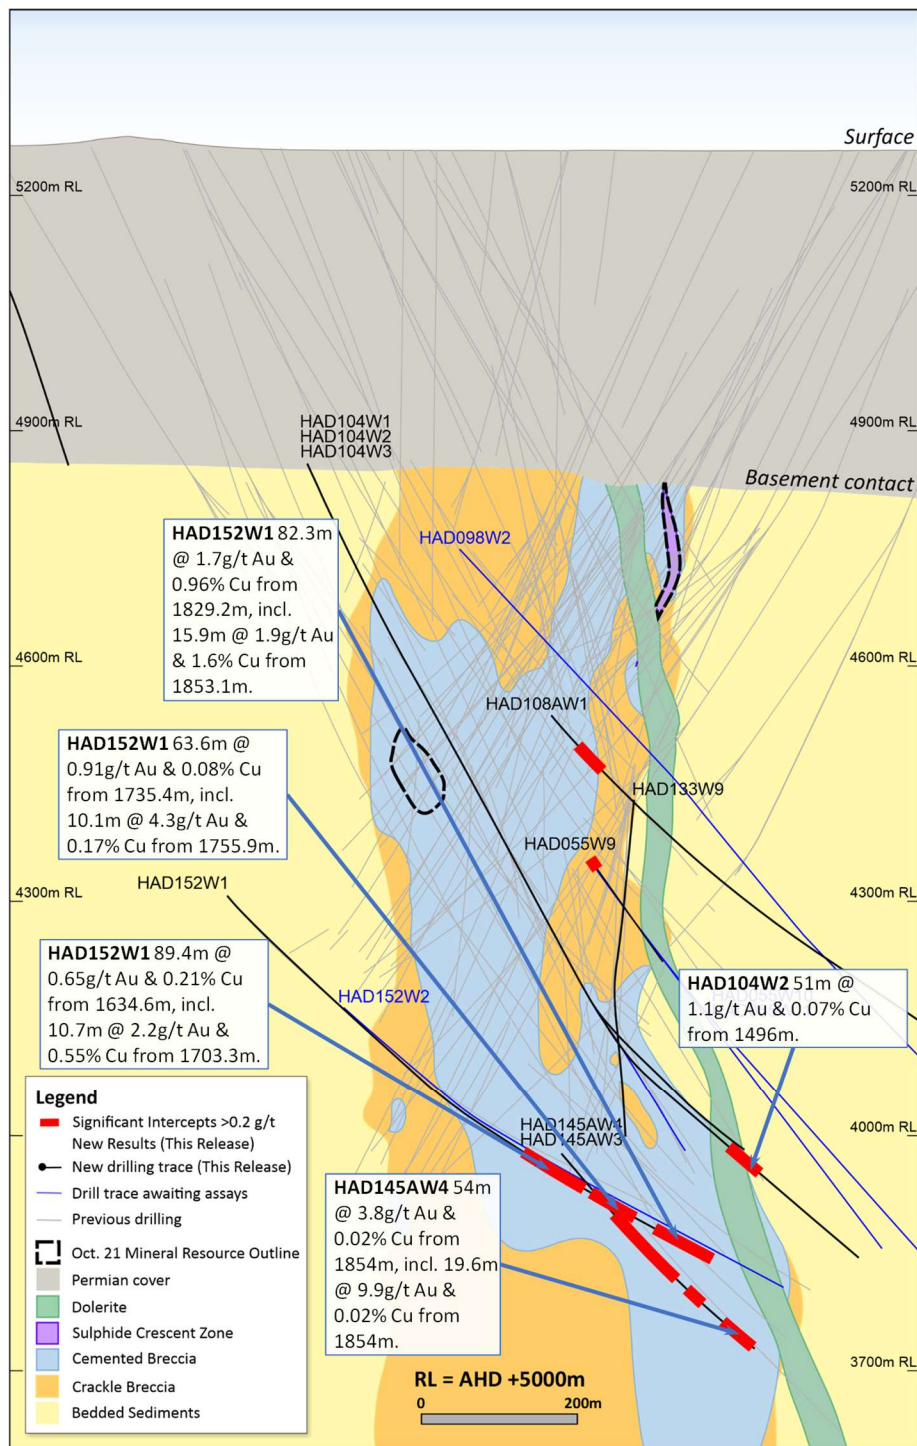 Surface
5200m RL
5200m RL
4900m RL
4900m RL
HAD104W1
HAD104W2
HAD104W3
Basement contact
HAD152W1 82.3m
@ 1.7g/t Au &
0.96% Cu from
1829.2m, incl.
15.9m @ 1.9g/t Au
& 1.6% Cu from
1853.1m.
HAD098W2
4600m RL
4600m RL
HAD108AW1
HAD152W1 63.6m @
0.91g/t Au & 0.08% Cu
from 1735.4m, incl.
10.1m @ 4.3g/t Au &
0.17% Cu from 1755.9m.
HAD133W9
HAD055W9
HAD152W1
4300m RL
4300m RL
HAD152W1 89.4m @
0.65g/t Au & 0.21% Cu
from 1634.6m, incl.
10.7m @ 2.2g/t Au &
0.55% Cu from 1703.3m.
HAD152W2
HAD104W2 51m @
1.1g/t Au & 0.07% Cu
from 1496m.
Legend
Significant Intercepts >0.2 g/t
New Results (This Release)
New drilling trace (This Release)
Drill trace awaiting assays
Previous drilling
Oct. 21 Mineral Resource Outline
Permian cover
Dolerite
Sulphide Crescent Zone
Cemented Breccia
Crackle Breccia
Bedded Sediments
HAD145AW4
HAD145AW3
4000m RL
HAD145AW4 54m
@ 3.8g/t Au &
0.02% Cu from
1854m, incl. 19.6m
@ 9.9g/t Au &
0.02% Cu from
1854m.
3700m RL
RL = AHD +5000m
0 200m